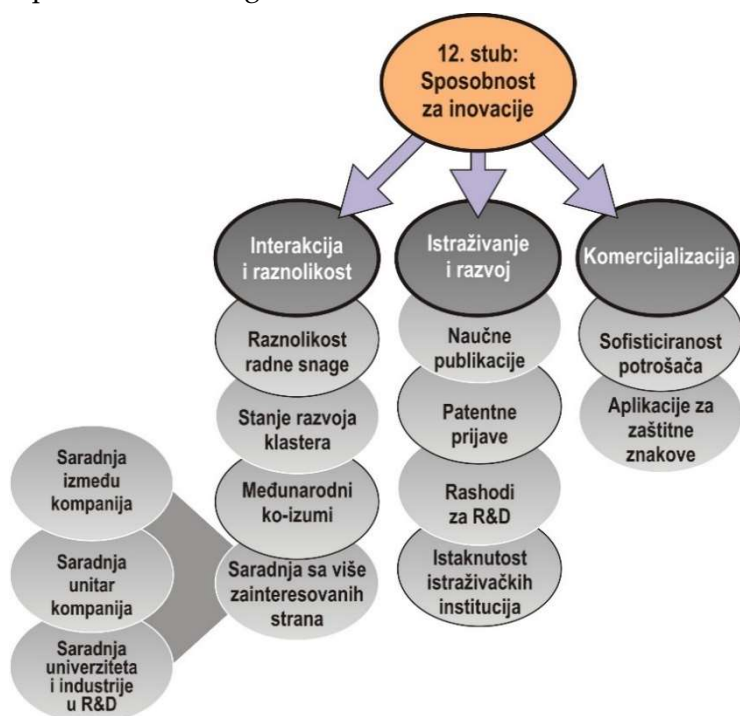 12. stub:
Sposobnost
za inovacije
Interakcija
i raznolikost
Raznolikost
radne snage
Stanje razvoja
klastera
Međunarodni
ko-izumi
Saradnja sa više
zainteresovanih
strana
Saradnja
između
kompanija
Saradnja
unitar
kompanija
Saradnja
univerziteta
i industrije
u R&D
Istraživanje
i razvoj
Naučne
publikacije
Patentne
prijave
Rashodi
za R&D
Istaknutost
istraživačkih
institucija
Komercijalizacija
Sofisticiranost
potrošača
Aplikacije za
zaštitne
znakove